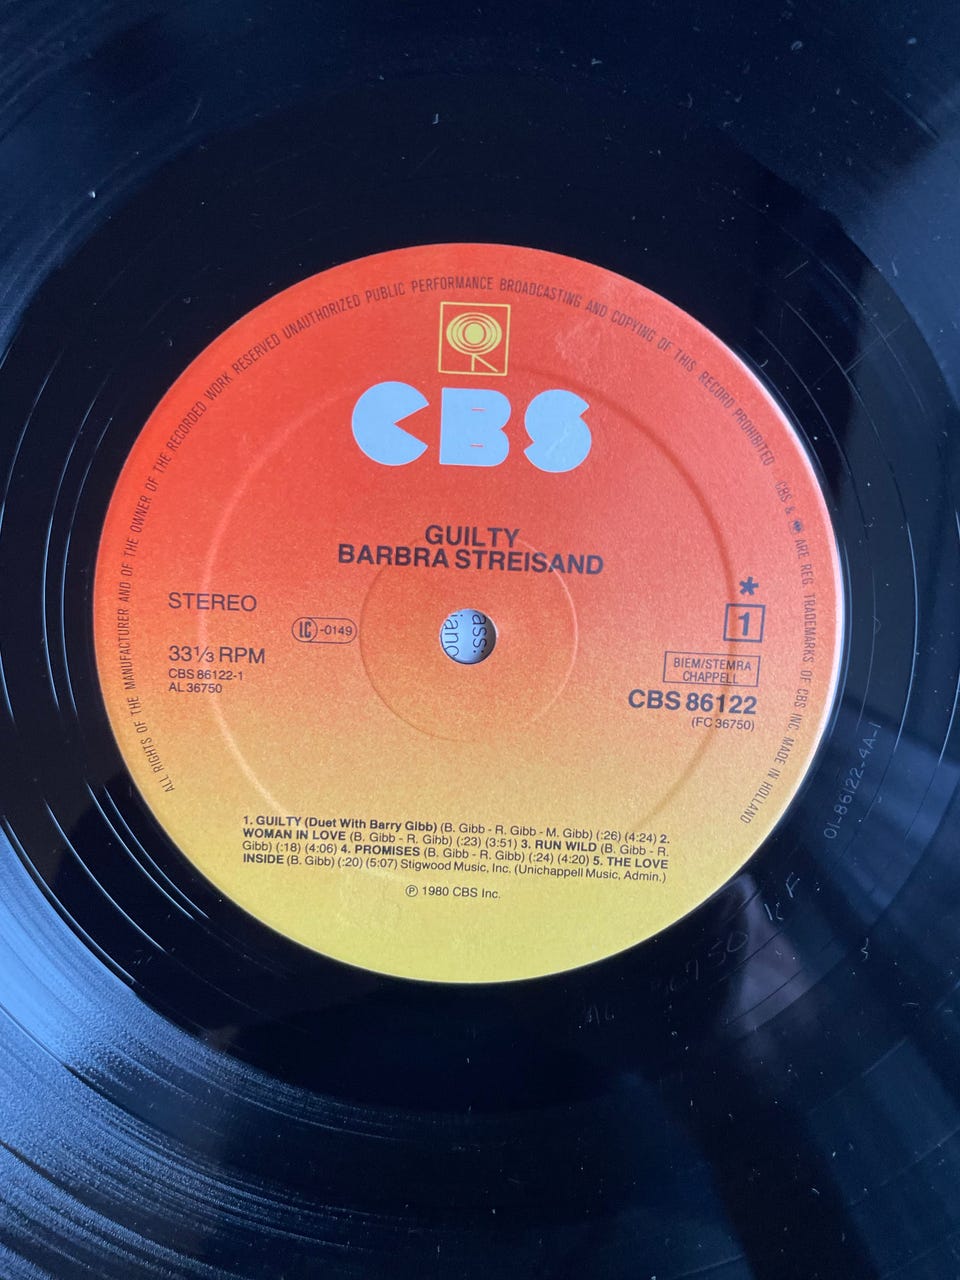 ALL RIGHTS OF THE MANUFACTURER AND OF THE OWNER OF THE RECORDED WORK RESERVED UNAUTHORIZED PUBLIC PERFORMANCE BROADCASTING AND COPYING OF THIS RECORD PROHIBITED CBS & ARE REG. TRADEMARKS OF CBS INC. MADE IN HOLLAND
CBS
GUILTY
BARBRA STREISAND
STEREO
LC-0149
33⅓ RPM
CBS 86122-1
AL 36750
*
1
BIEM/STEMRA
CHAPPELL
CBS 86122
(FC 36750)
ass:
iano
1. GUILTY (Duet With Barry Gibb) (B. Gibb - R. Gibb - M. Gibb) (:26) (4:24) 2.
WOMAN IN LOVE (B. Gibb - R. Gibb) (:23) (3:51) 3. RUN WILD (B. Gibb - R.
Gibb) (:18) (4:06) 4. PROMISES (B. Gibb - R. Gibb) (:24) (4:20) 5. THE LOVE
INSIDE (B. Gibb) (:20) (5:07) Stigwood Music, Inc. (Unichappell Music, Admin.)
℗ 1980 CBS Inc.
01-86122-4A-1